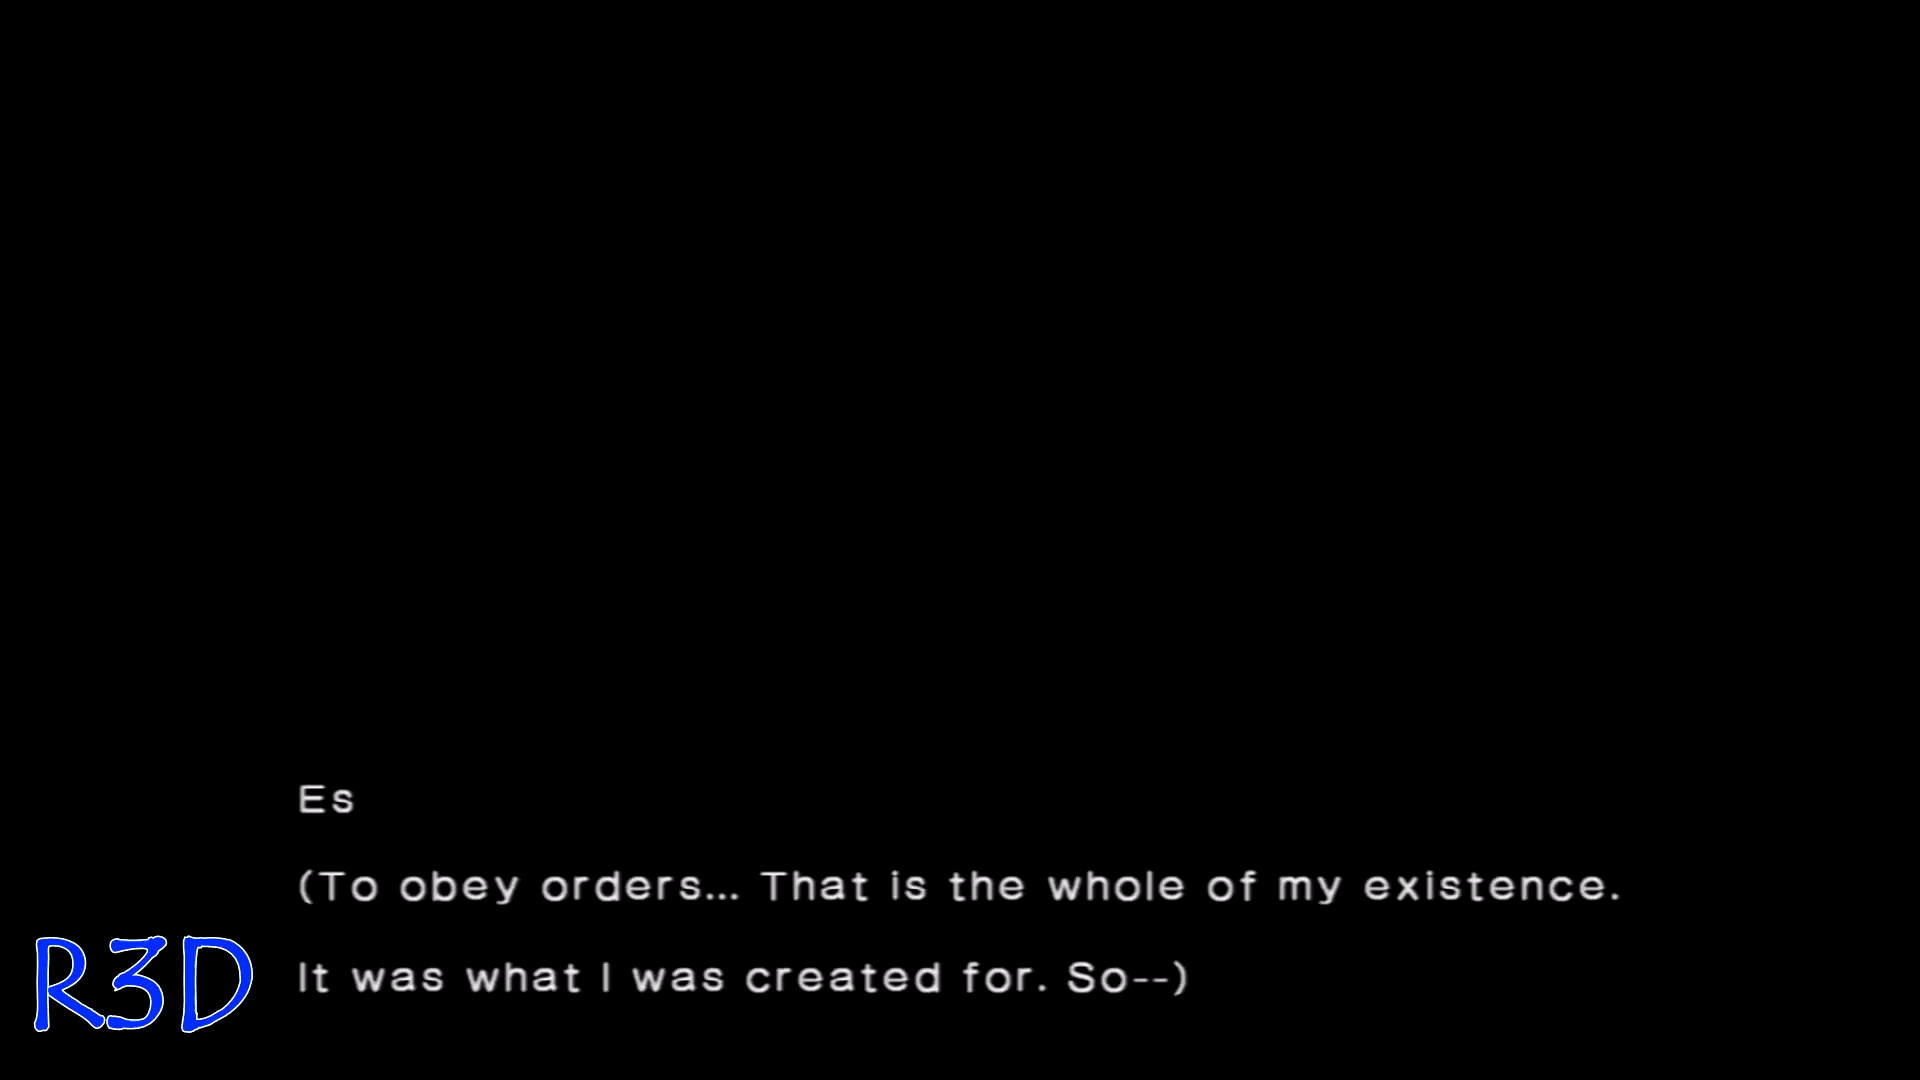 Es
(To obey orders... That is the whole of my existence.
It was what I was created for. So--)
R3D